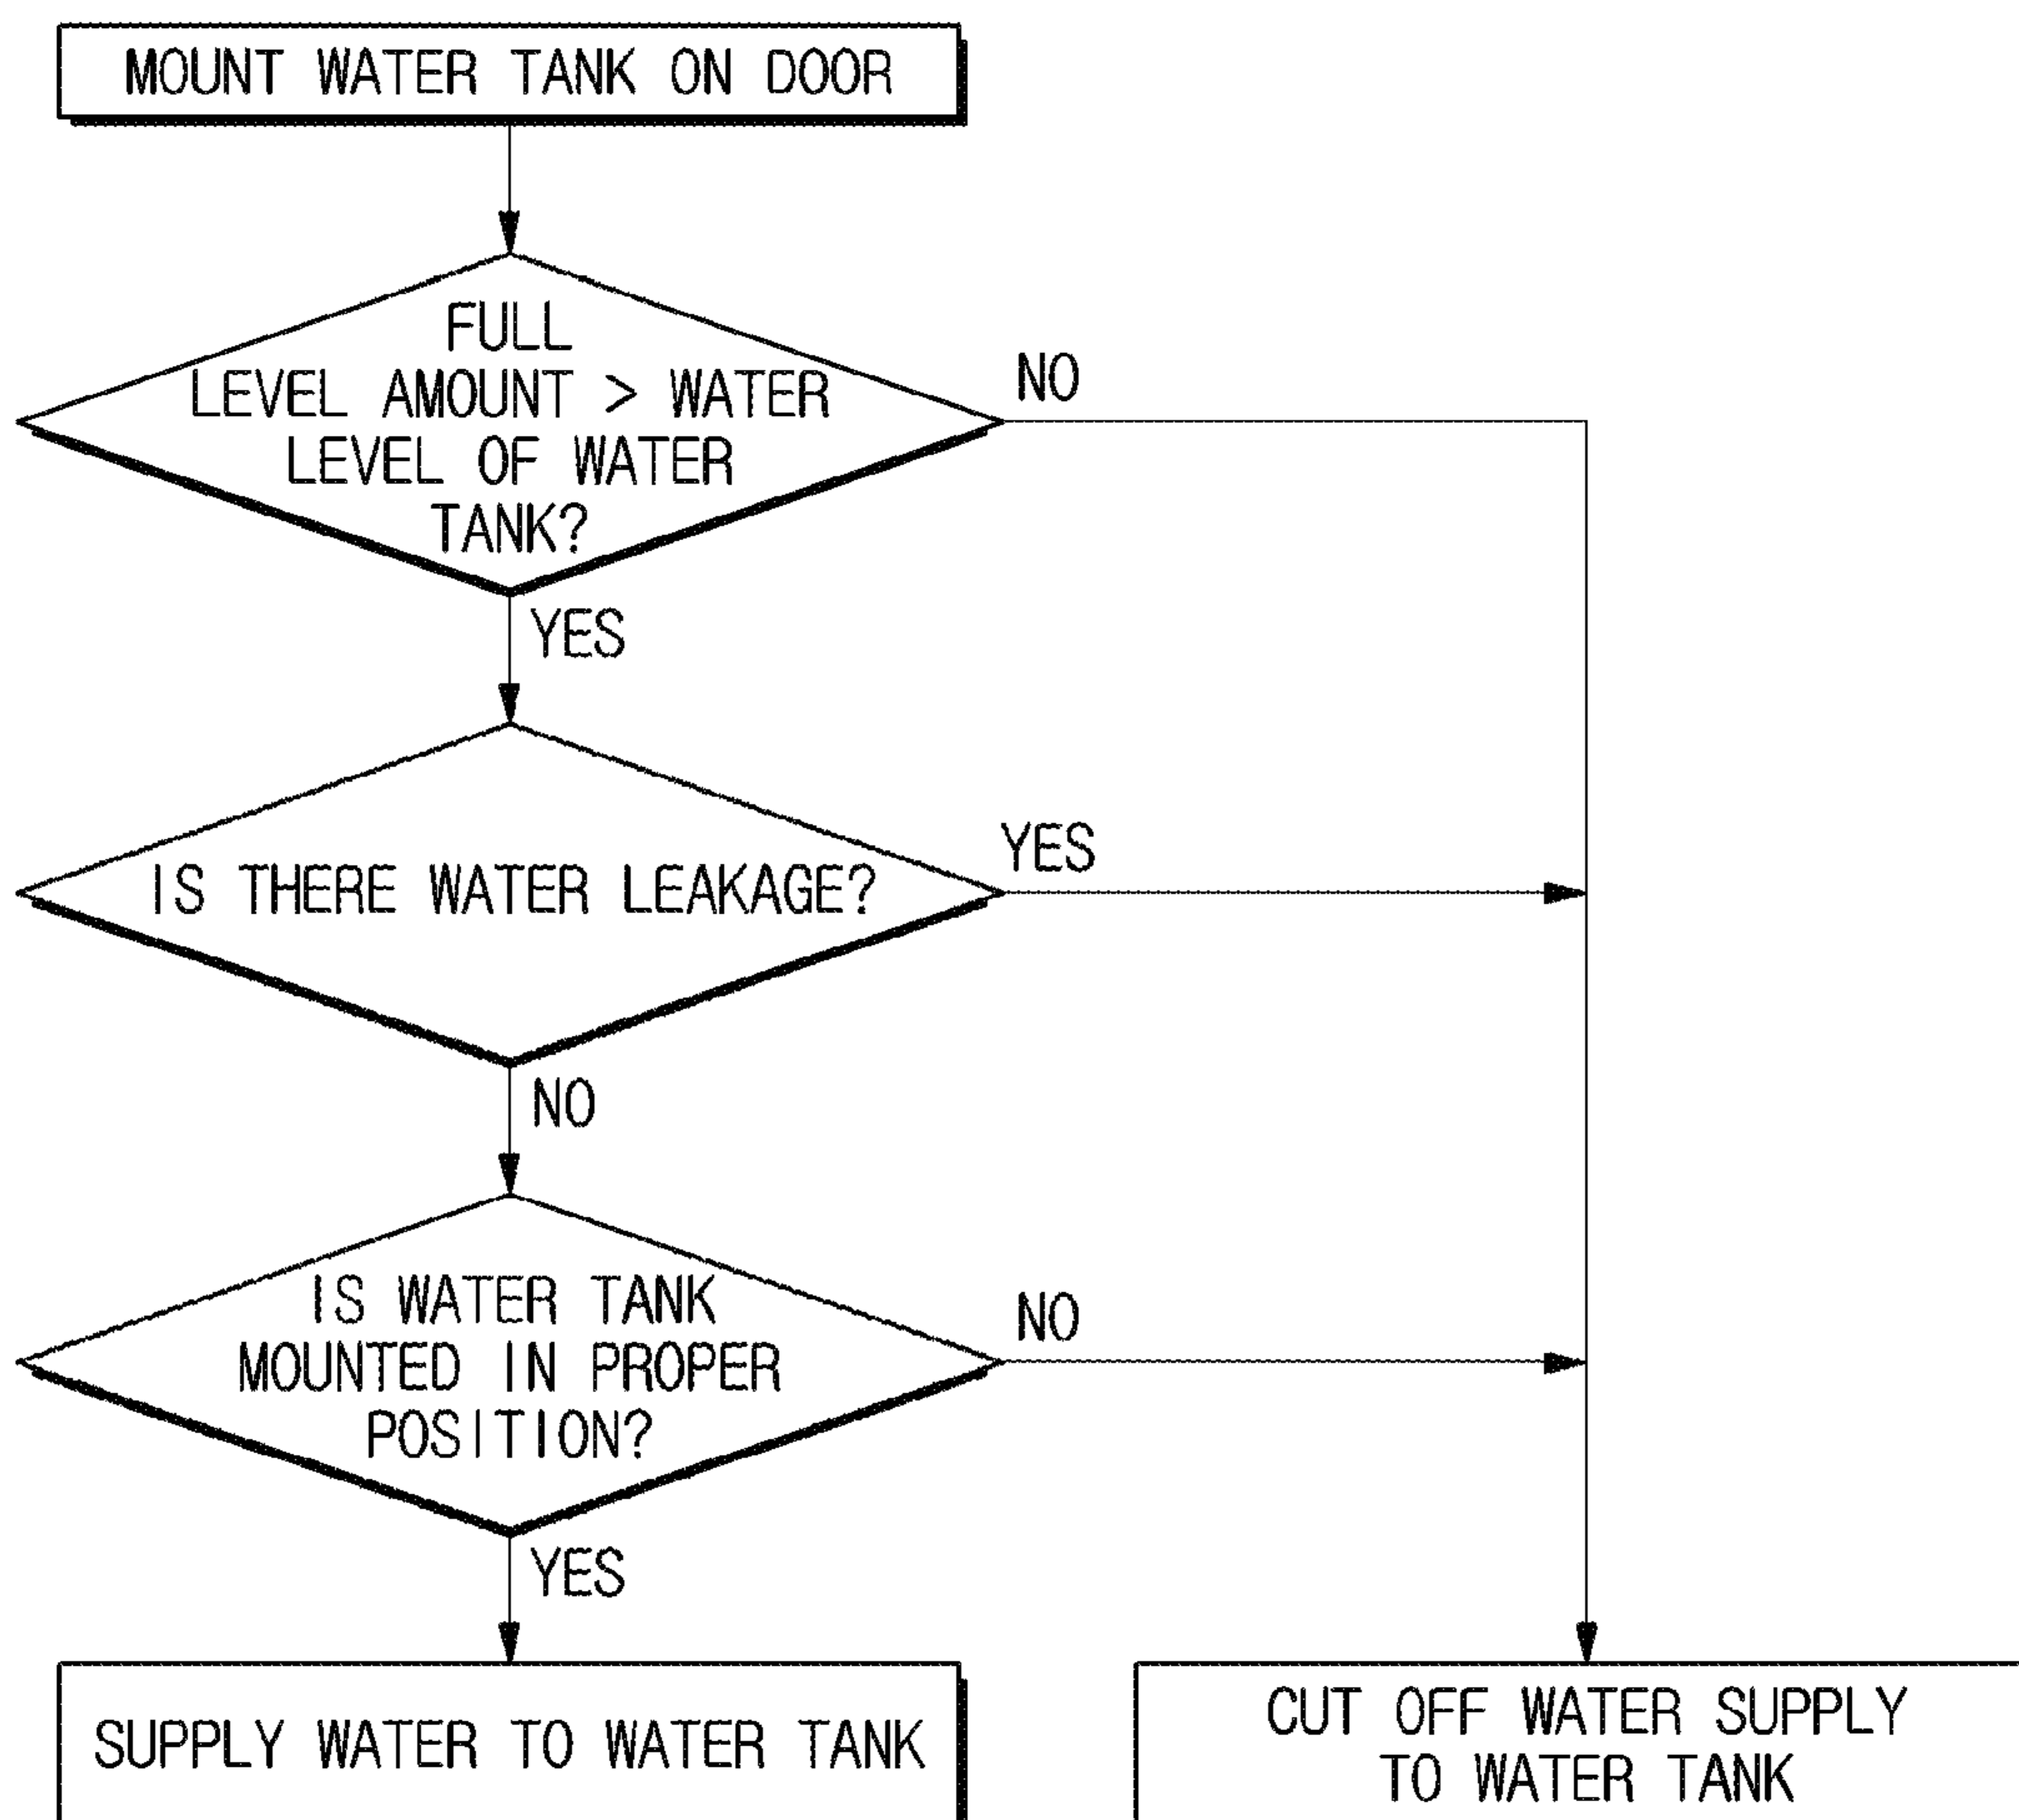 MOUNT WATER TANK ON DOOR
FULL
LEVEL AMOUNT > WATER
LEVEL OF WATER
TANK?
NO
YES
IS THERE WATER LEAKAGE?
YES
NO
IS WATER TANK
MOUNTED IN PROPER
POSITION?
NO
YES
SUPPLY WATER TO WATER TANK
CUT OFF WATER SUPPLY
TO WATER TANK